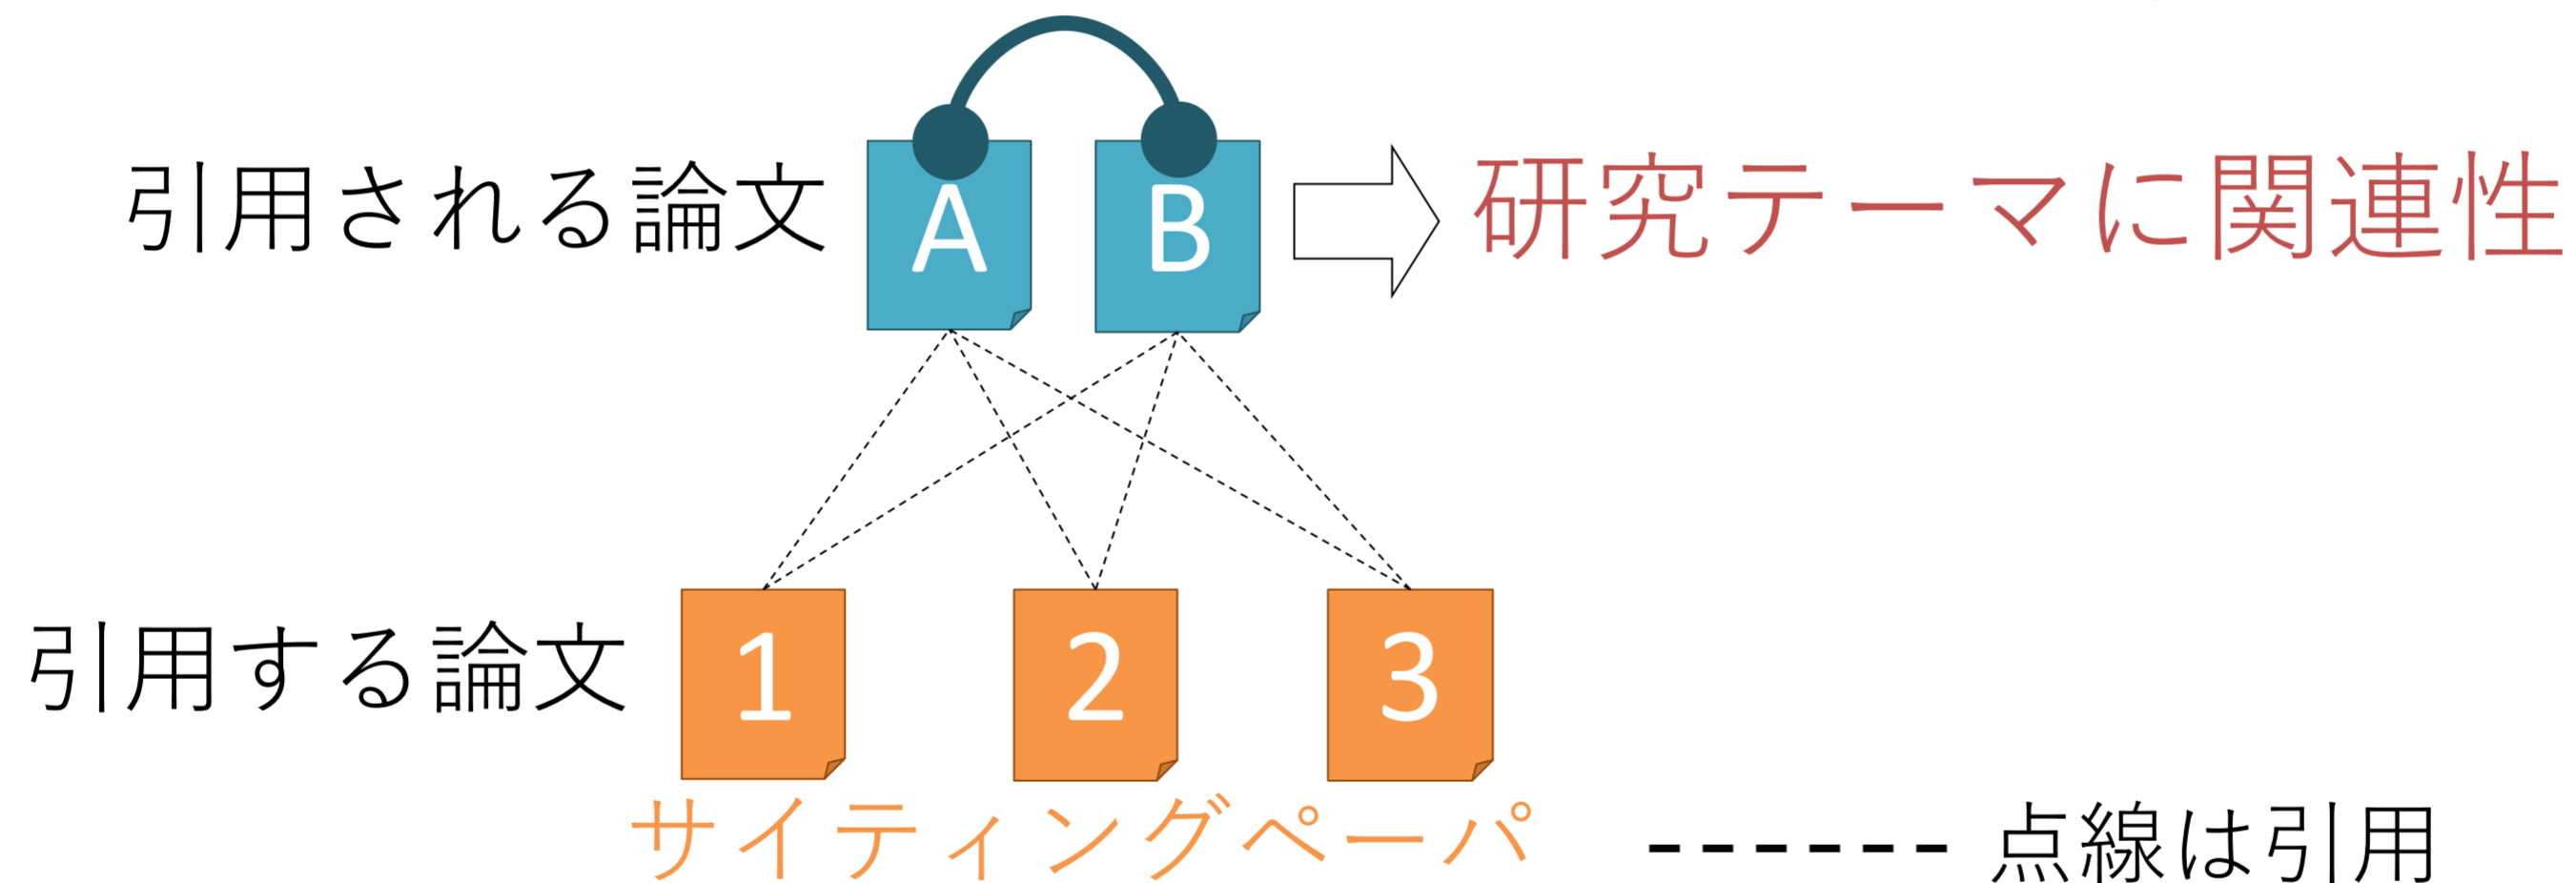 引用される論文
A
B
研究テーマに関連性
引用する論文
1
2
3
サイティングペーパ
点線は引用